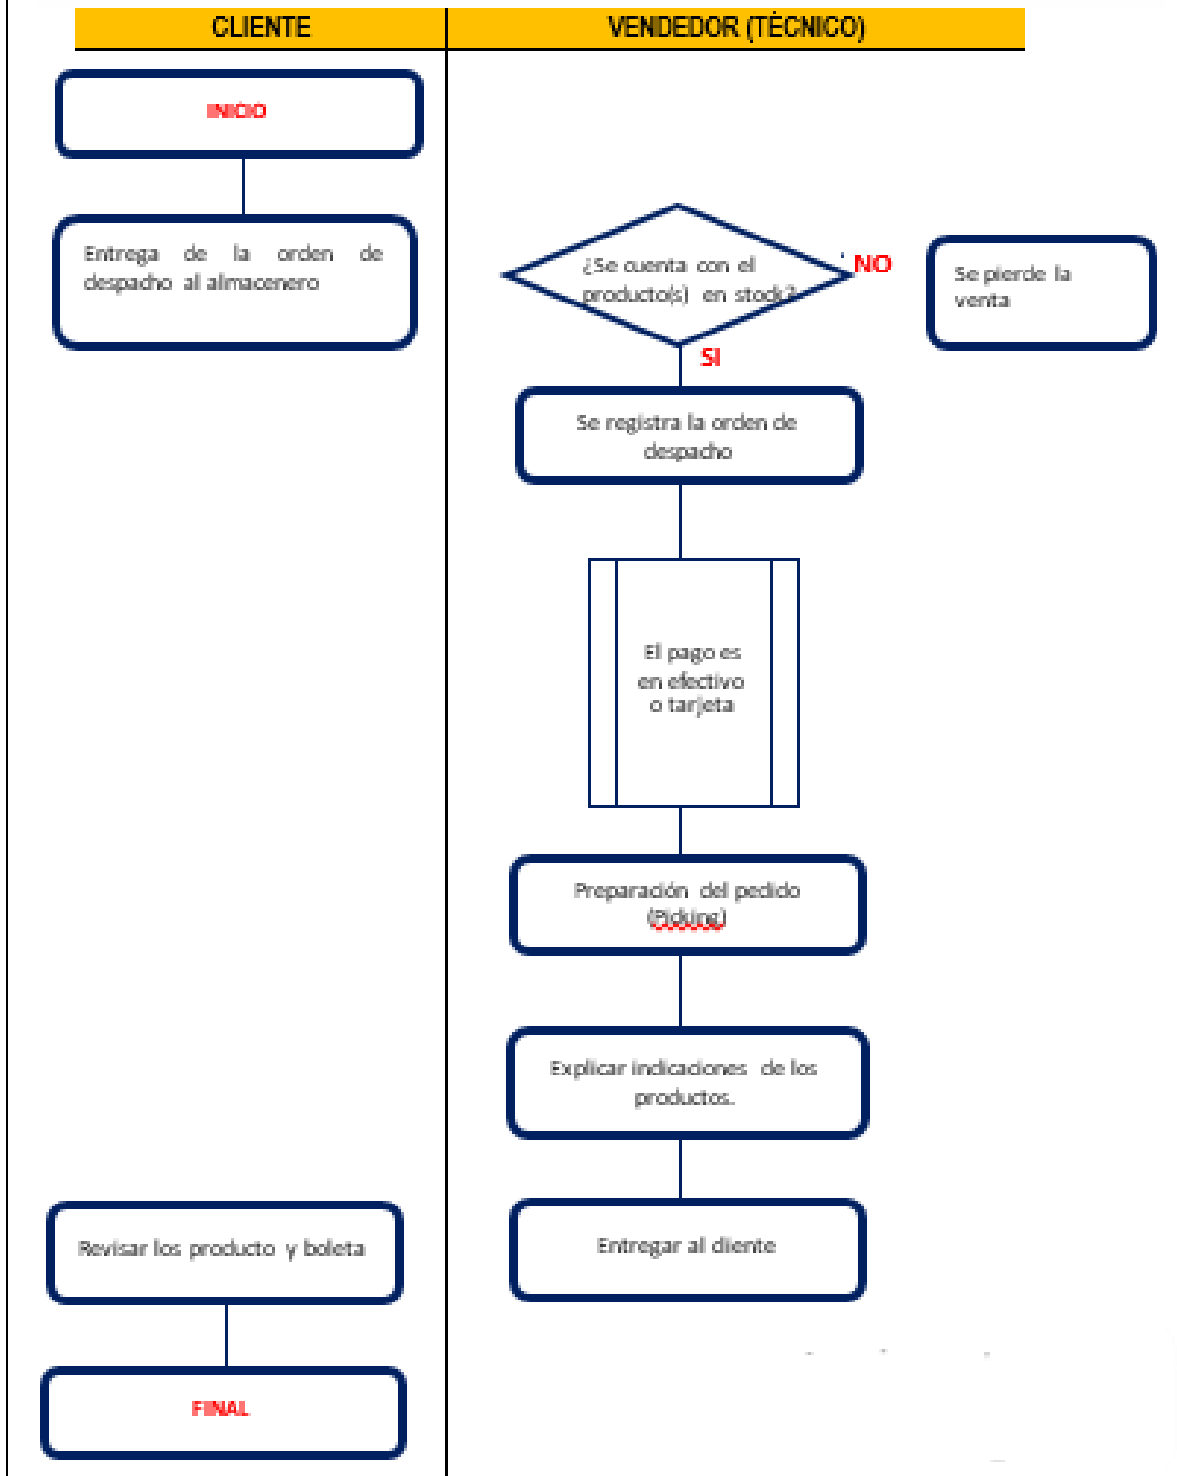 CLIENTE
VENDEDOR (TÉCNICO)
INICIO
Entrega de la orden de
despacho al almacenero
¿Se cuenta con el
producto(s) en stock?
NO
Se pierde la
venta
SI
Se registra la orden de
despacho
El pago es
en efectivo
o tarjeta
Preparación del pedido
(Picking)
Explicar indicaciones de los
productos.
Revisar los producto y boleta
Entregar al cliente
FINAL